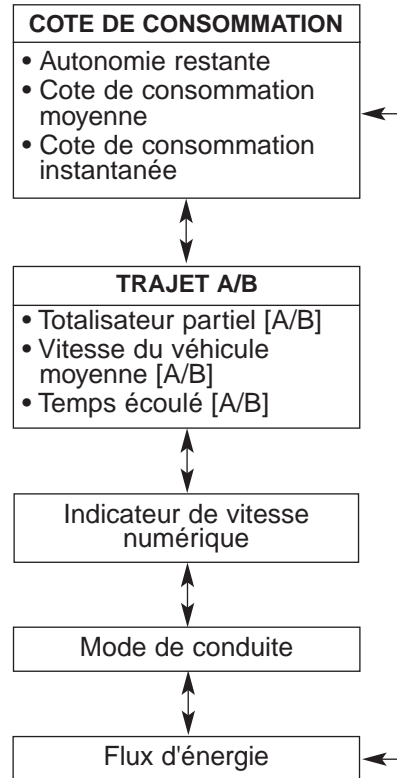 COTE DE CONSOMMATION
• Autonomie restante
• Cote de consommation
moyenne
• Cote de consommation
instantanée
TRAJET A/B
• Totalisateur partiel [A/B]
• Vitesse du véhicule
moyenne [A/B]
• Temps écoulé [A/B]
Indicateur de vitesse
numérique
Mode de conduite
Flux d'énergie